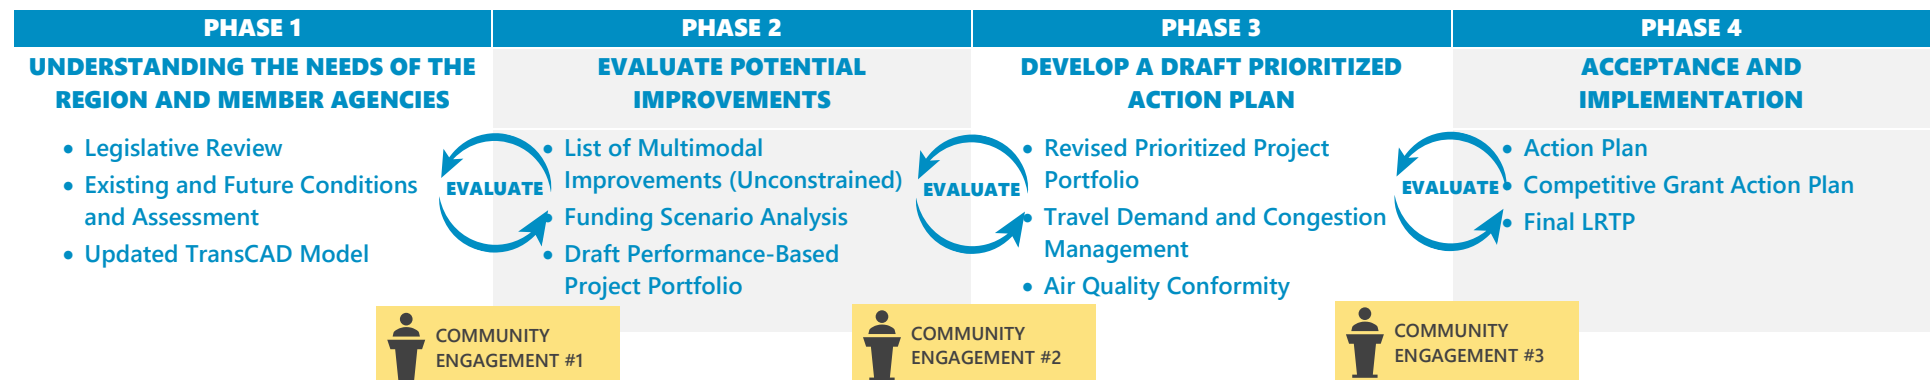 PHASE 1
PHASE 2
PHASE 3
PHASE 4
UNDERSTANDING THE NEEDS OF THE
REGION AND MEMBER AGENCIES
EVALUATE POTENTIAL
IMPROVEMENTS
DEVELOP A DRAFT PRIORITIZED
ACTION PLAN
ACCEPTANCE AND
IMPLEMENTATION
• Legislative Review
• Existing and Future Conditions
and Assessment
• Updated TransCAD Model
EVALUATE
• List of Multimodal
Improvements (Unconstrained)
• Funding Scenario Analysis
• Draft Performance-Based
Project Portfolio
EVALUATE
• Revised Prioritized Project
Portfolio
• Travel Demand and Congestion
Management
• Air Quality Conformity
EVALUATE
• Action Plan
• Competitive Grant Action Plan
• Final LRTP
COMMUNITY
ENGAGEMENT #1
COMMUNITY
ENGAGEMENT #2
COMMUNITY
ENGAGEMENT #3